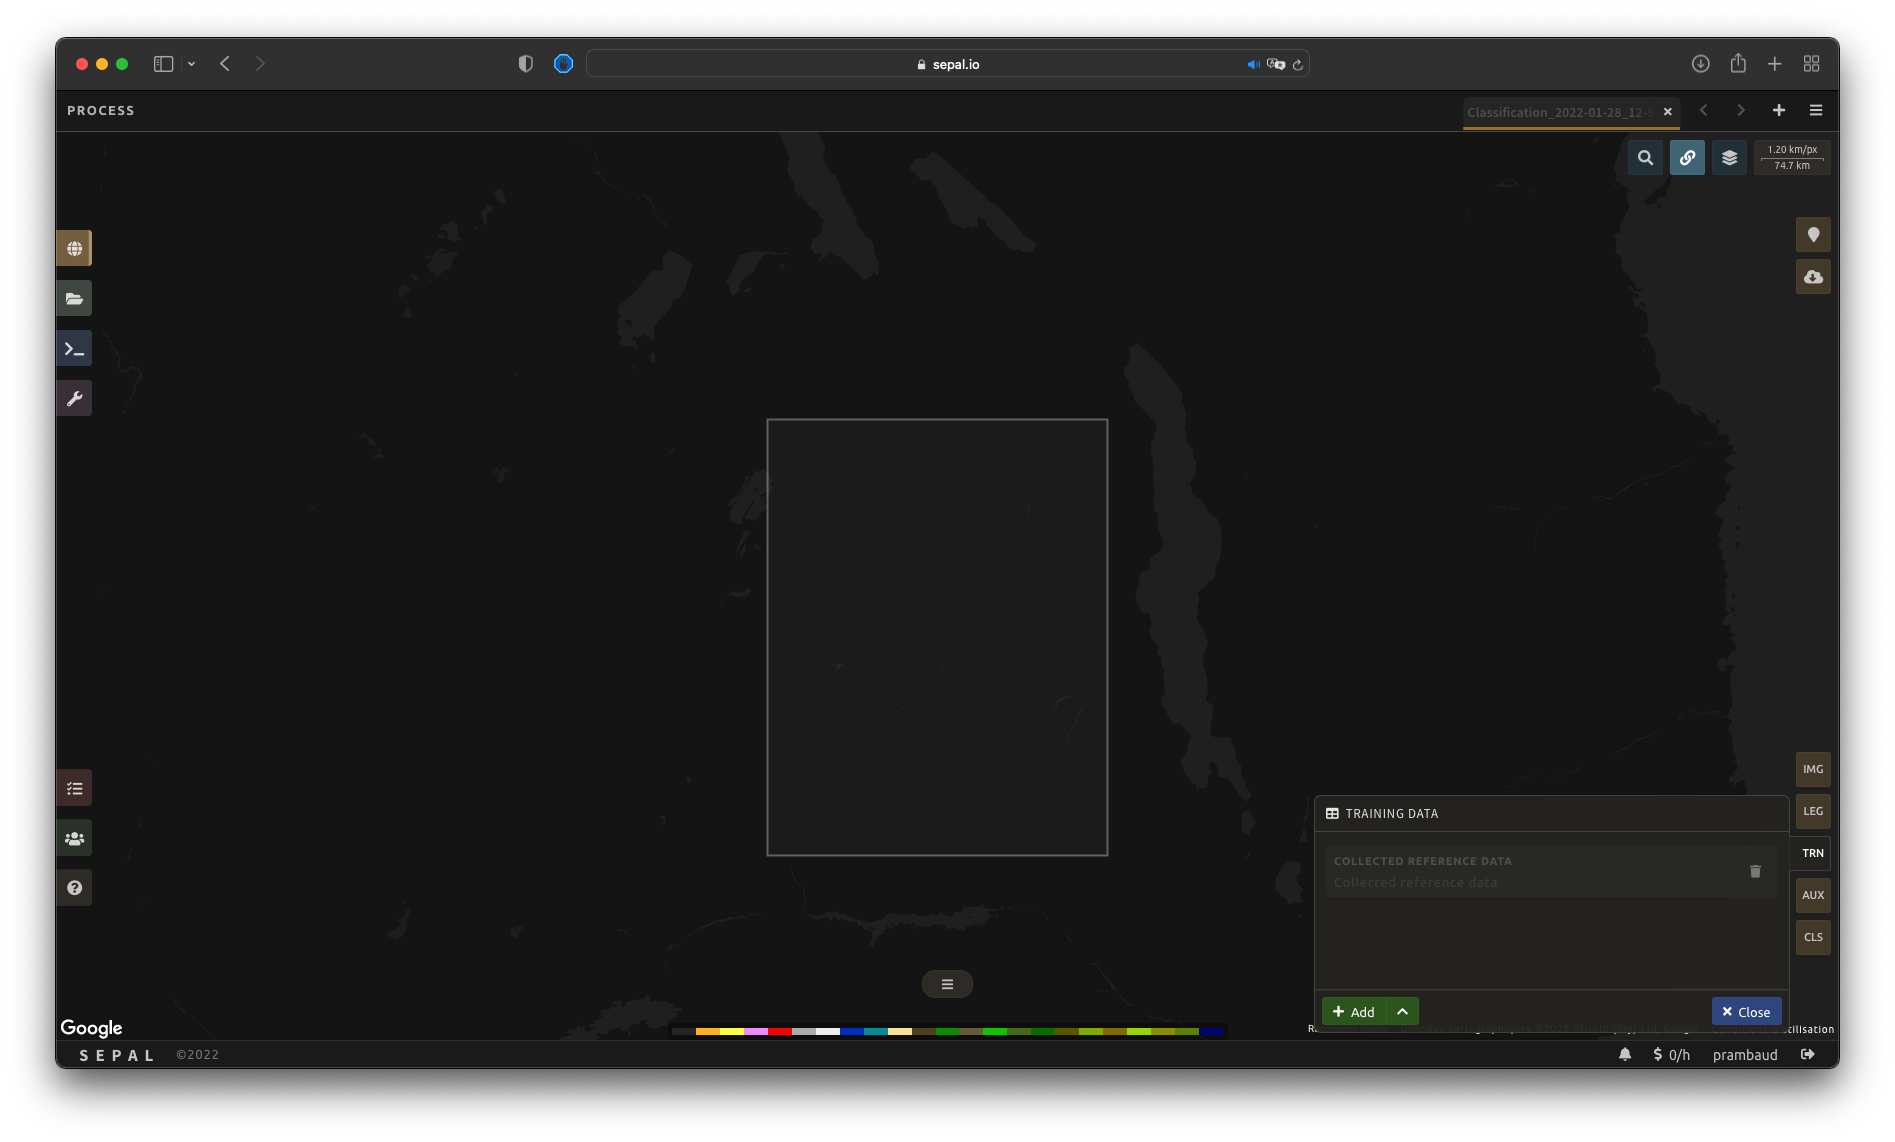 sepal.io
PROCESS
Classification_2022-01-28_12-
1.20 km/px
74.7 km
IMG
LEG
TRN
AUX
CLS
TRAINING DATA
COLLECTED REFERENCE DATA
Collected reference data
Add
Close
Google
SEPAL ©2022
$ 0/h
prambaud